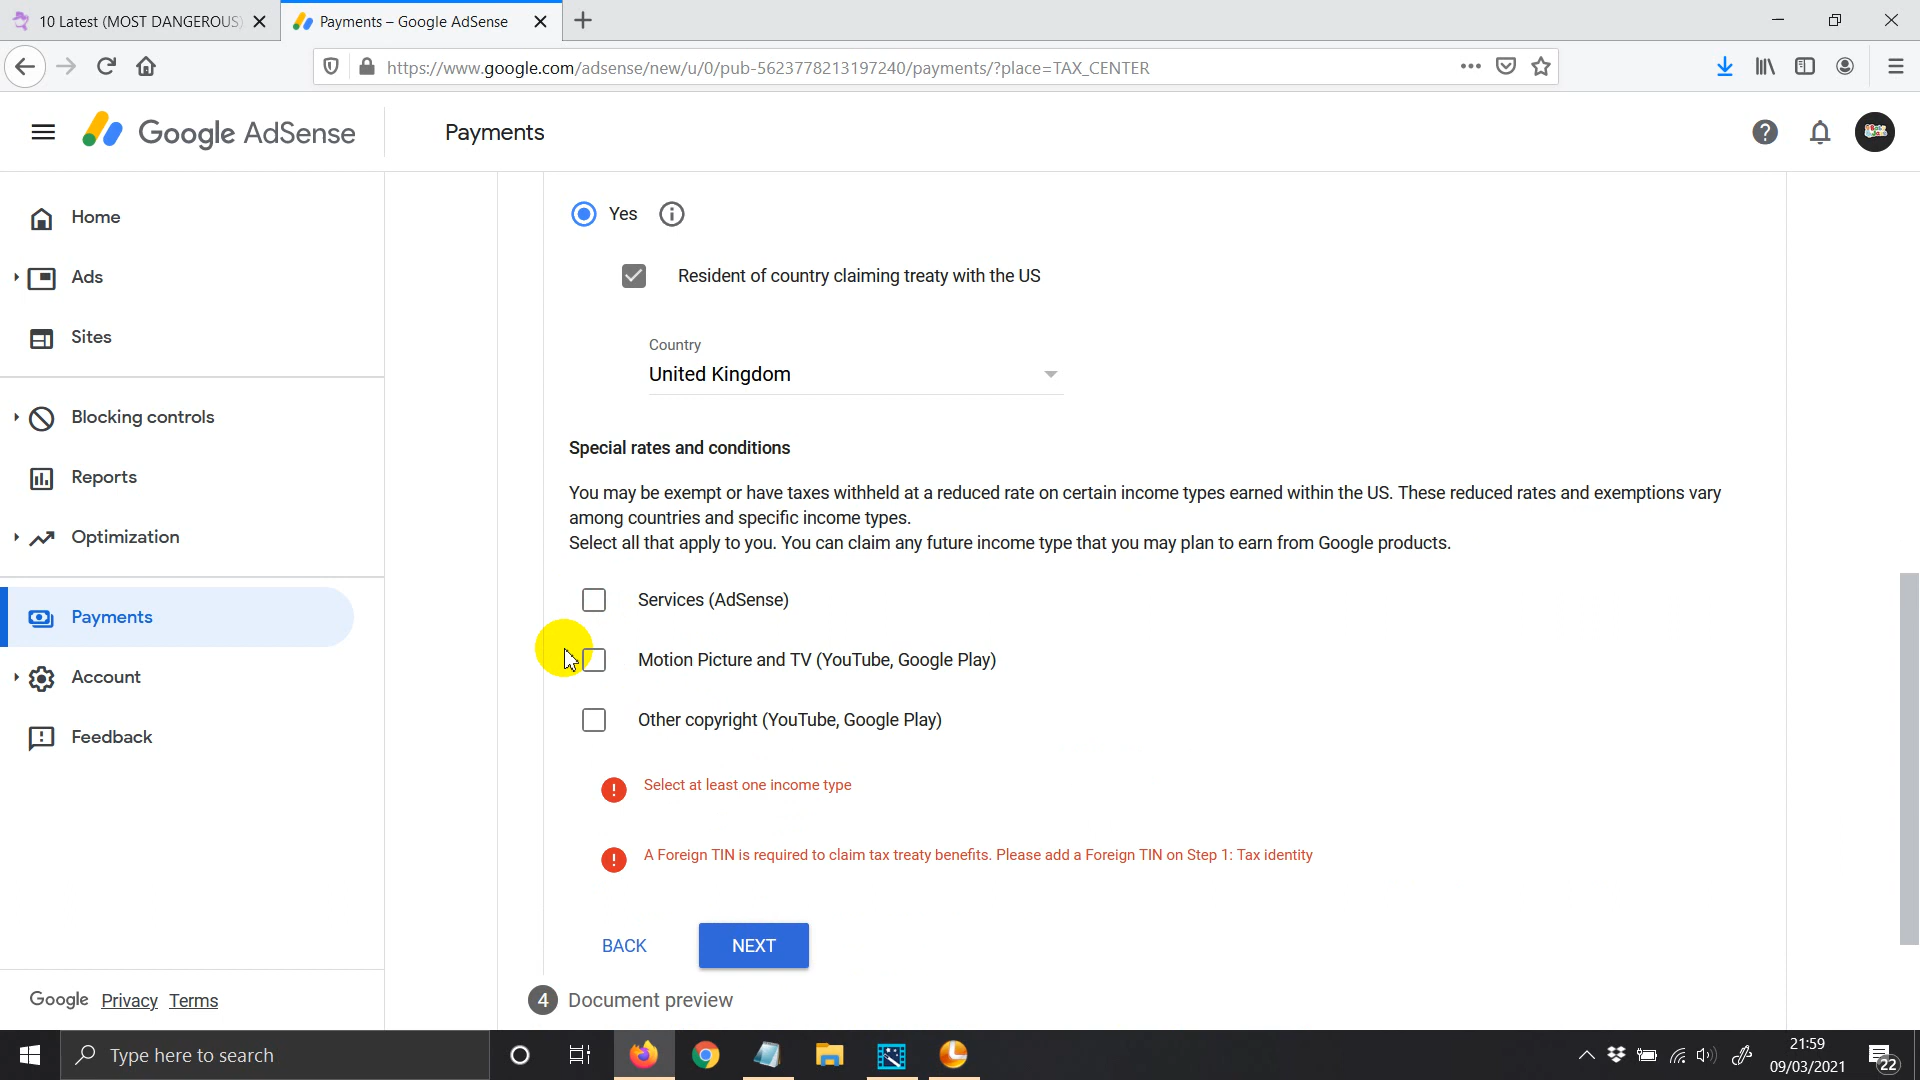 10 Latest (MOST DANGEROUS)
Payments – Google AdSense
https://www.google.com/adsense/new/u/0/pub-5623778213197240/payments/?place=TAX_CENTER
Google AdSense
Payments
Home
Ads
Sites
Blocking controls
Reports
Optimization
Payments
Account
Feedback
Google Privacy Terms
Yes
Resident of country claiming treaty with the US
Country
United Kingdom
Special rates and conditions
You may be exempt or have taxes withheld at a reduced rate on certain income types earned within the US. These reduced rates and exemptions vary
among countries and specific income types.
Select all that apply to you. You can claim any future income type that you may plan to earn from Google products.
Services (AdSense)
Motion Picture and TV (YouTube, Google Play)
Other copyright (YouTube, Google Play)
Select at least one income type
A Foreign TIN is required to claim tax treaty benefits. Please add a Foreign TIN on Step 1: Tax identity
BACK
NEXT
4 Document preview
Type here to search
21:59
09/03/2021
22